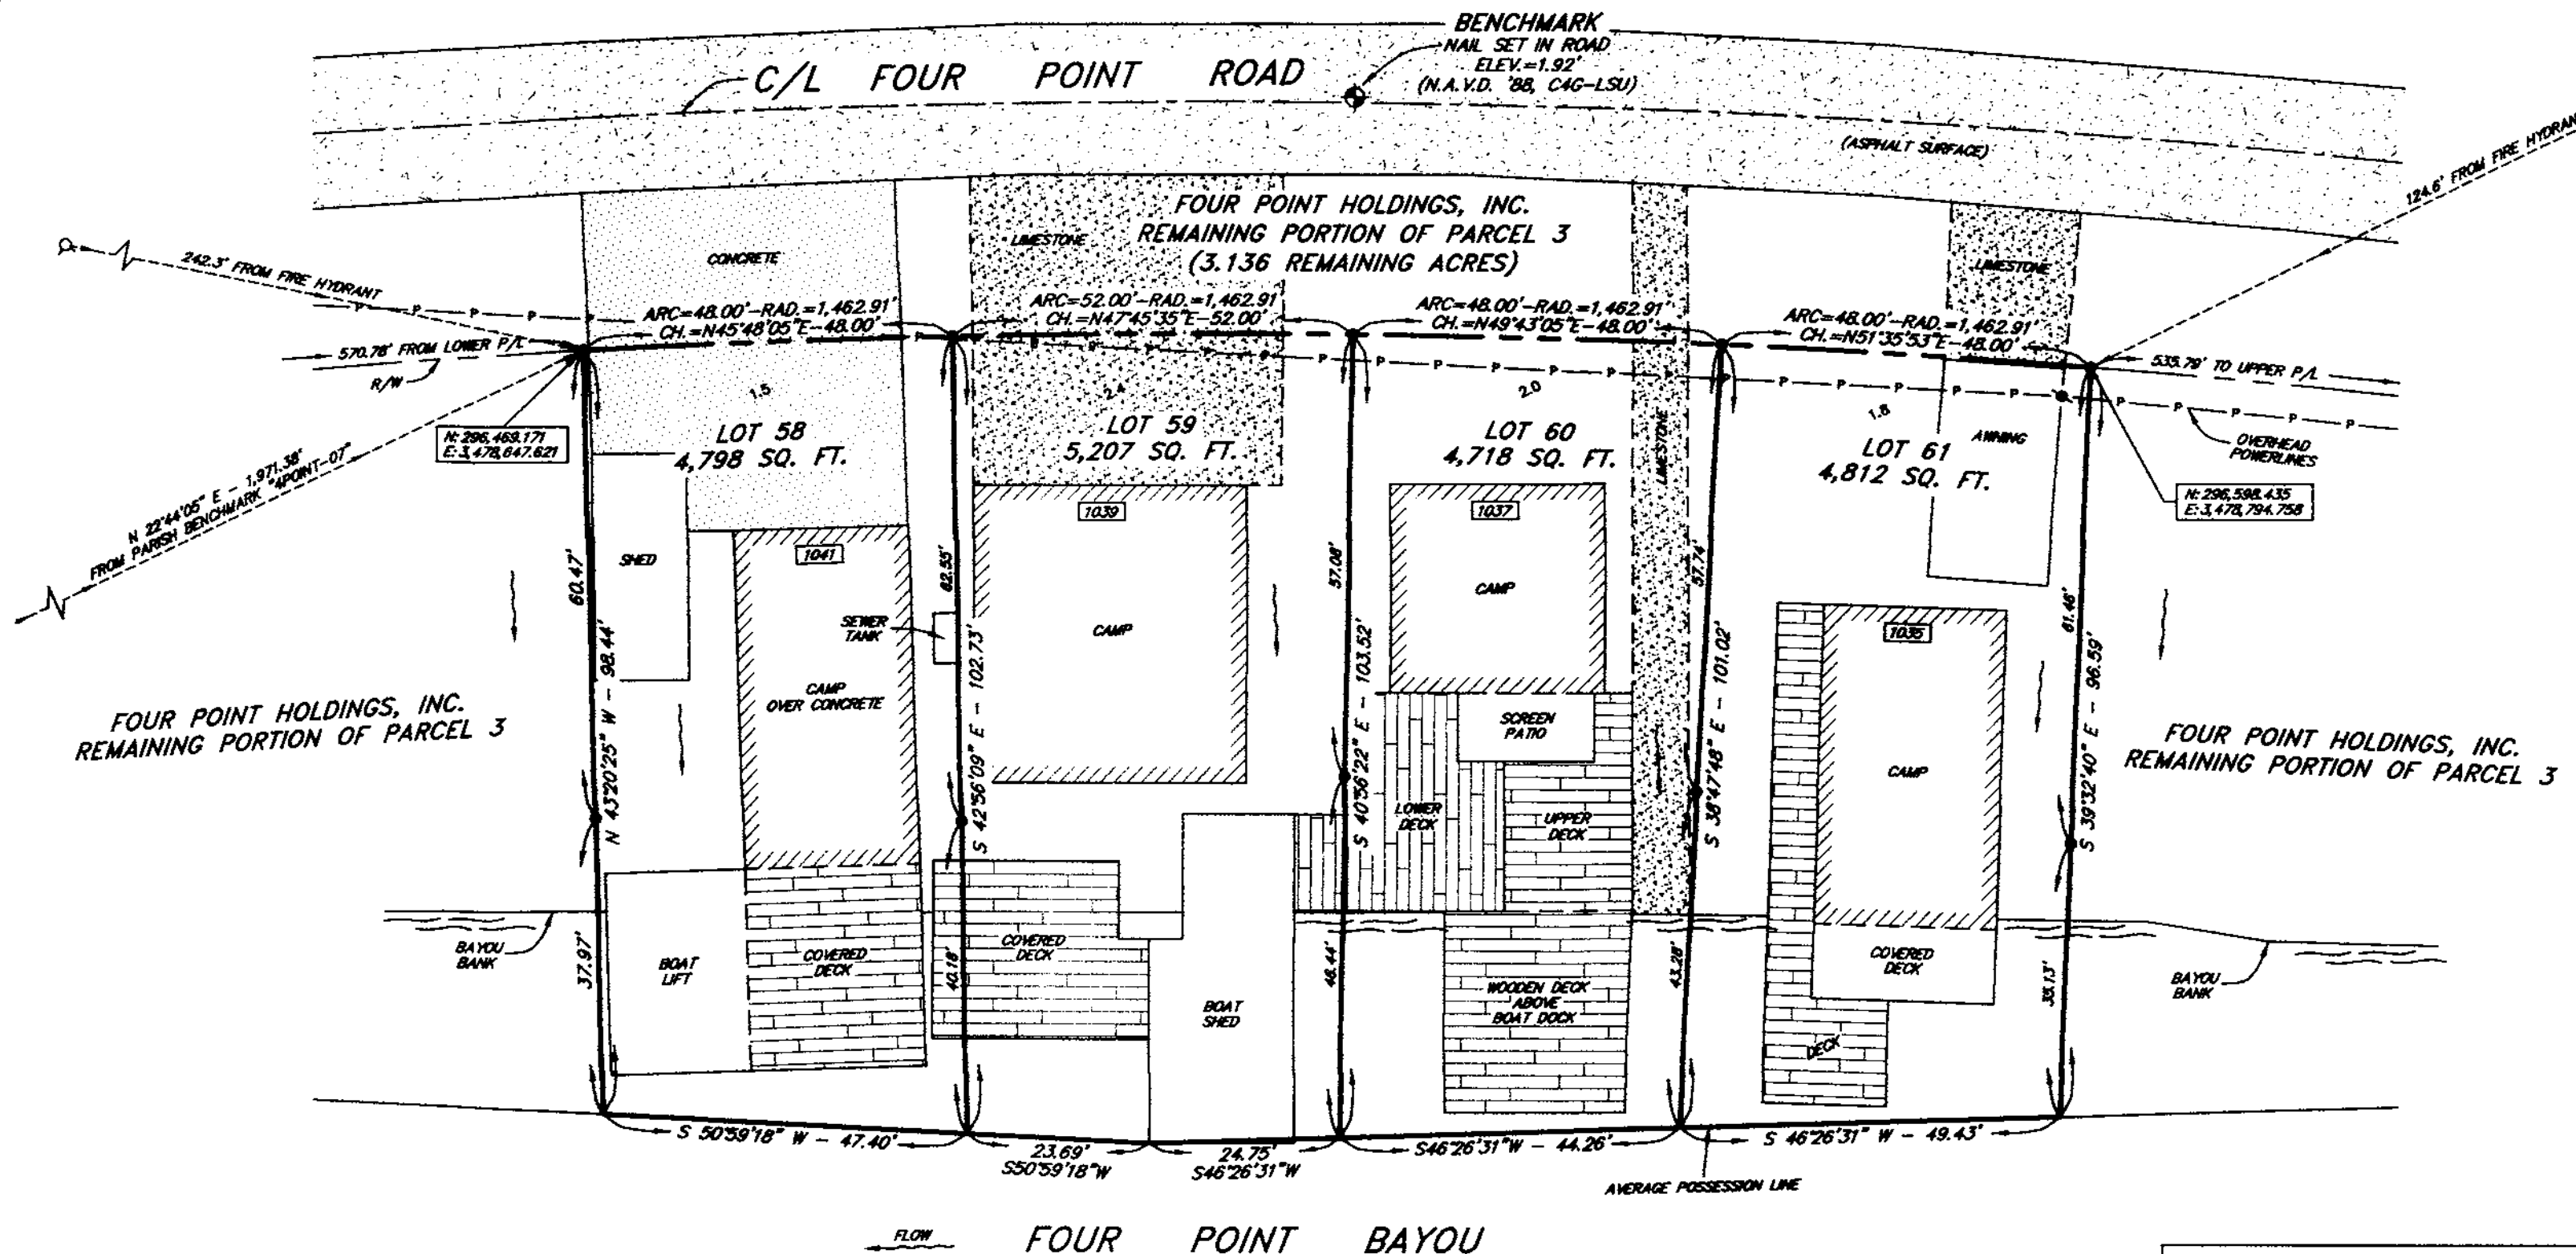 BENCHMARK
NAIL SET IN ROAD
ELEV.=1.92'
(N.A.V.D. '88, C4G-LSU)
C/L FOUR POINT ROAD
(ASPHALT SURFACE)
124.6' FROM FIRE HYDRAN
FOUR POINT HOLDINGS, INC.
REMAINING PORTION OF PARCEL 3
(3.136 REMAINING ACRES)
CONCRETE
LIMESTONE
LIMESTONE
242.3' FROM FIRE HYDRANT
P P P P
ARC=48.00'-RAD.=1,462.91'
CH.=N45°48'05"E-48.00'
ARC=52.00'-RAD.=1,462.91
CH.=N47°45'35"E-52.00'
ARC=48.00'-RAD.=1,462.91'
CH.=N49°43'05"E-48.00'
ARC=48.00'-RAD.=1,462.91'
CH.=N51°35'53"E-48.00'
570.78' FROM LOWER P/L
R/W
535.79' TO UPPER P/L
OVERHEAD
POWERLINES
N: 296,469.171
E: 3,478,647.621
N: 296,598.435
E: 3,478,794.758
N 22°44'05" E - 1,971.38'
FROM PARISH BENCHMARK "4POINT-07"
1.5
LOT 58
4,798 SQ. FT.
2.4
LOT 59
5,207 SQ. FT.
2.0
LOT 60
4,718 SQ. FT.
LIMESTONE
1.8
LOT 61
4,812 SQ. FT.
AWNING
1041
1039
1037
1035
SHED
SEWER
TANK
CAMP
OVER CONCRETE
CAMP
CAMP
CAMP
60.47'
N 43°20'25" W - 98.44'
37.97'
62.55'
S 42°56'09" E - 102.73'
40.18'
57.08'
S 40°56'22" E - 103.52'
46.44'
57.74'
S 38°47'48" E - 101.02'
43.28'
61.46'
S 39°32'40" E - 96.59'
35.13'
FOUR POINT HOLDINGS, INC.
REMAINING PORTION OF PARCEL 3
FOUR POINT HOLDINGS, INC.
REMAINING PORTION OF PARCEL 3
SCREEN
PATIO
LOWER
DECK
UPPER
DECK
BAYOU
BANK
BOAT
LIFT
COVERED
DECK
COVERED
DECK
BOAT
SHED
WOODEN DECK
ABOVE
BOAT DOCK
COVERED
DECK
DECK
BAYOU
BANK
S 50°59'18" W - 47.40'
23.69'
S50°59'18"W
24.75'
S46°26'31"W
S46°26'31"W - 44.26'
S 46°26'31" W - 49.43'
AVERAGE POSSESSION LINE
FLOW
FOUR POINT BAYOU